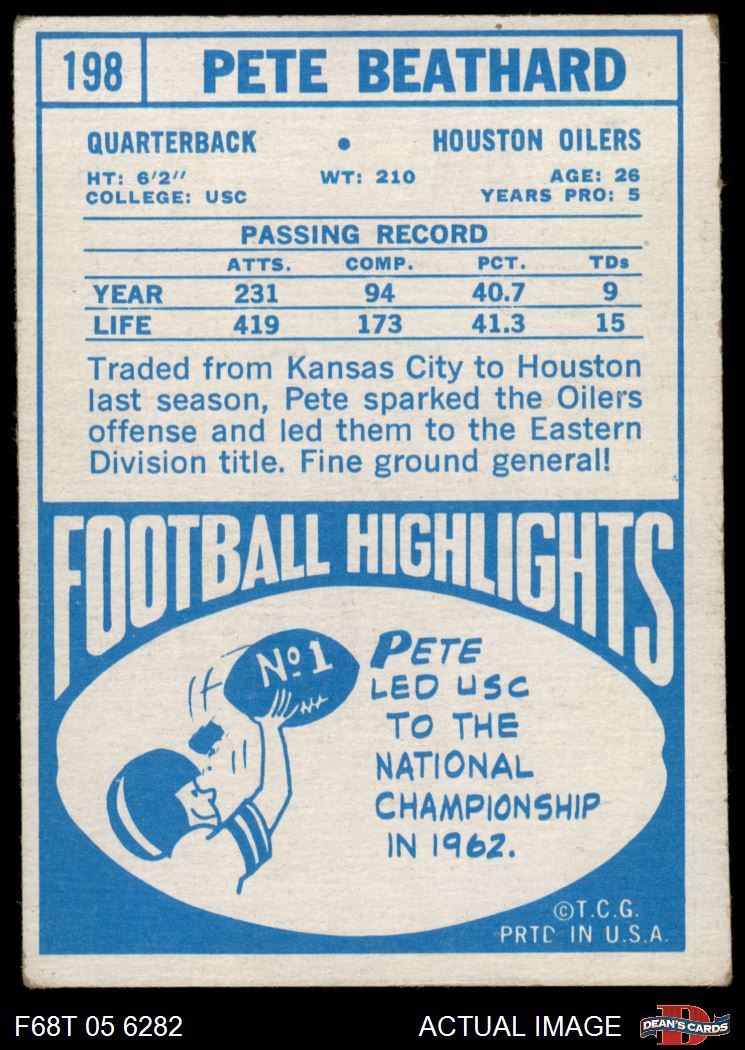 198 PETE BEATHARD
QUARTERBACK • HOUSTON OILERS
HT: 6'2" WT: 210 AGE: 26
COLLEGE: USC YEARS PRO: 5
PASSING RECORD
ATTS. COMP. PCT. TDs
YEAR 231 94 40.7 9
LIFE 419 173 41.3 15
Traded from Kansas City to Houston
last season, Pete sparked the Oilers
offense and led them to the Eastern
Division title. Fine ground general!
FOOTBALL HIGHLIGHTS
Nº 1
PETE
LED USC
TO THE
NATIONAL
CHAMPIONSHIP
IN 1962.
©T.C.G.
PRTD IN U.S.A.
F68T 05 6282 ACTUAL IMAGE D DEAN'S CARDS